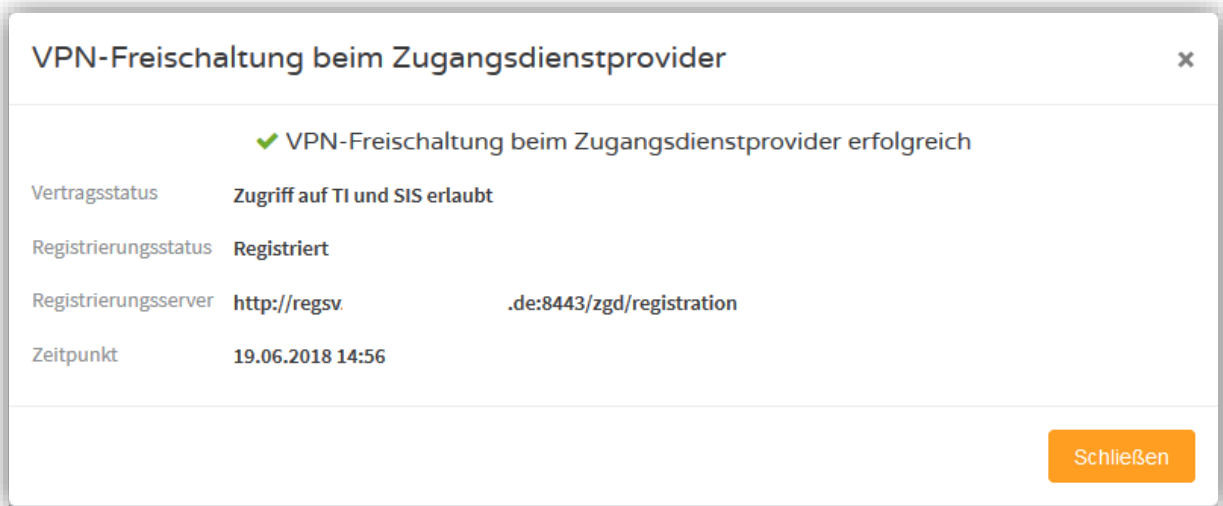 VPN-Freischaltung beim Zugangsdienstprovider ×
✔ VPN-Freischaltung beim Zugangsdienstprovider erfolgreich
Vertragsstatus Zugriff auf TI und SIS erlaubt
Registrierungsstatus Registriert
Registrierungsserver http://regsv. .de:8443/zgd/registration
Zeitpunkt 19.06.2018 14:56
Schließen